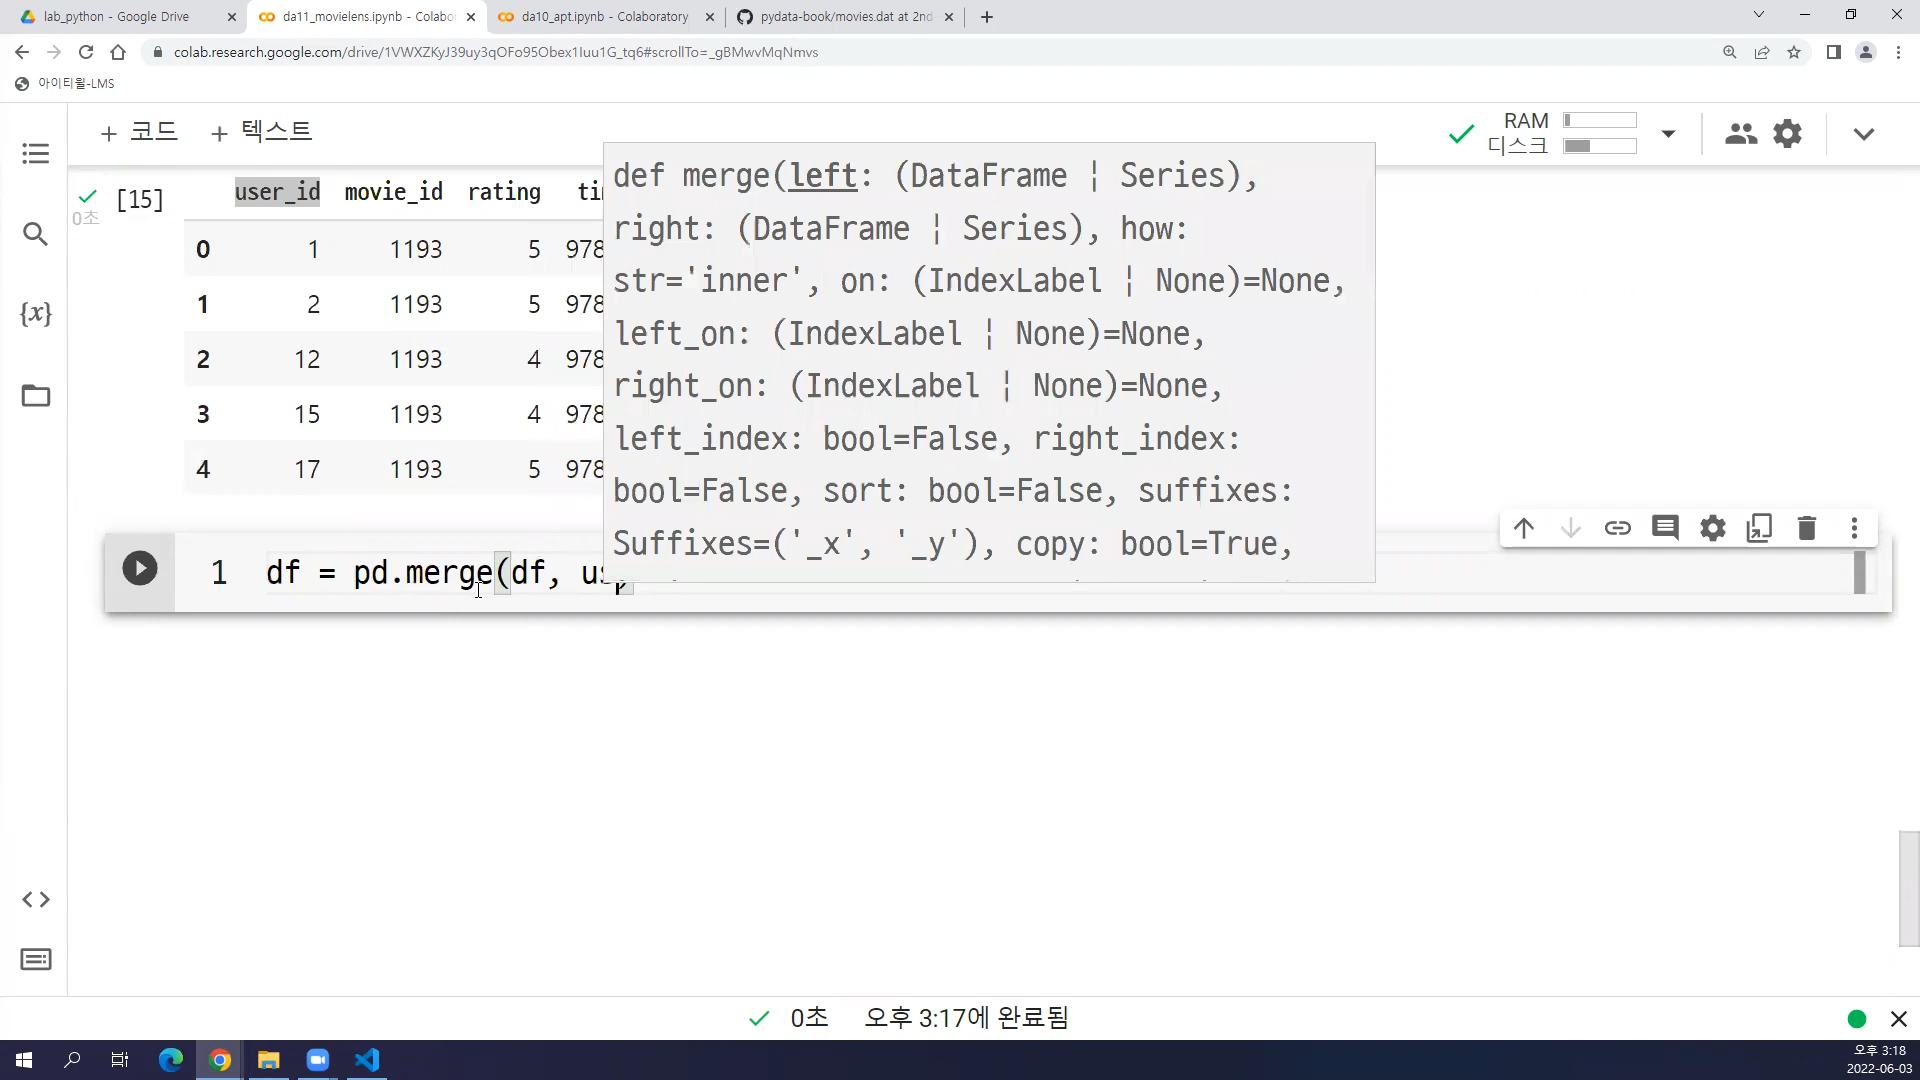 lab_python - Google Drive
da11_movielens.ipynb - Colabo
da10_apt.ipynb - Colaboratory
pydata-book/movies.dat at 2nd
colab.research.google.com/drive/1VWXZKyJ39uy3qOFo95Obex1Iuu1G_tq6#scrollTo=_gBMwvMqNmvs
아이티윌-LMS
+ 코드 + 텍스트
RAM
디스크
[15]
0초
user_id movie_id rating
0 1 1193 5 978
1 2 1193 5 978
2 12 1193 4 978
3 15 1193 4 978
4 17 1193 5 978
def merge(left: (DataFrame ¦ Series),
right: (DataFrame ¦ Series), how:
str='inner', on: (IndexLabel ¦ None)=None,
left_on: (IndexLabel ¦ None)=None,
right_on: (IndexLabel ¦ None)=None,
left_index: bool=False, right_index:
bool=False, sort: bool=False, suffixes:
Suffixes=('_x', '_y'), copy: bool=True,
1 df = pd.merge(df, us
0초 오후 3:17에 완료됨
오후 3:18
2022-06-03